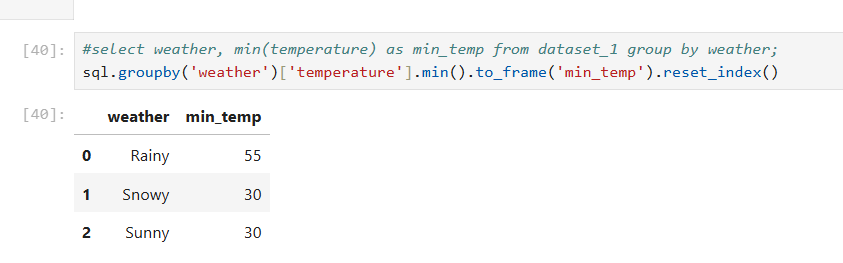 [40]: #select weather, min(temperature) as min_temp from dataset_1 group by weather;
sql.groupby('weather')['temperature'].min().to_frame('min_temp').reset_index()
[40]:
weather min_temp
0 Rainy 55
1 Snowy 30
2 Sunny 30